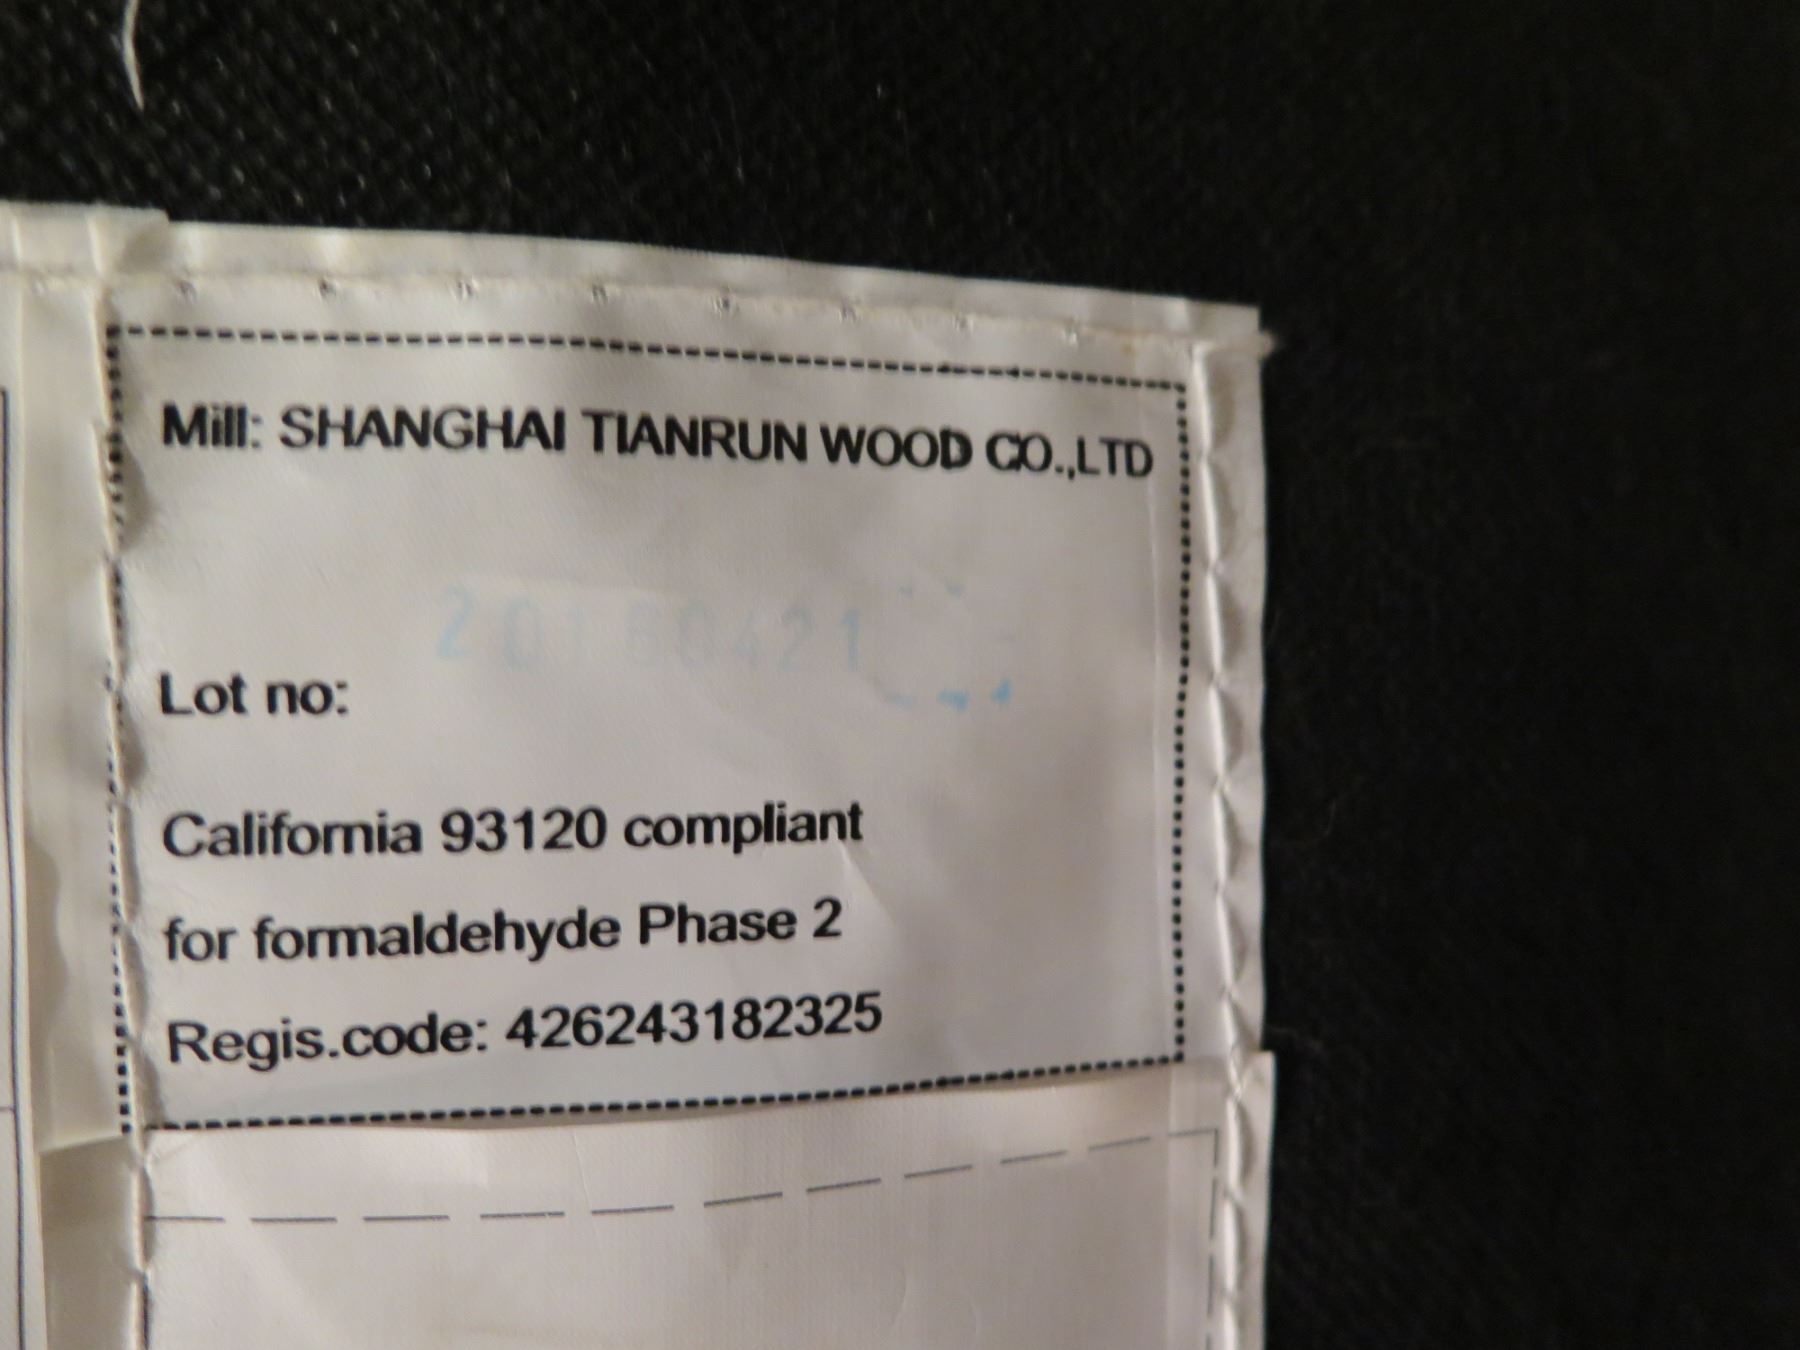 Mill: SHANGHAI TIANRUN WOOD CO.,LTD
20160421
Lot no:
California 93120 compliant
for formaldehyde Phase 2
Regis.code: 426243182325